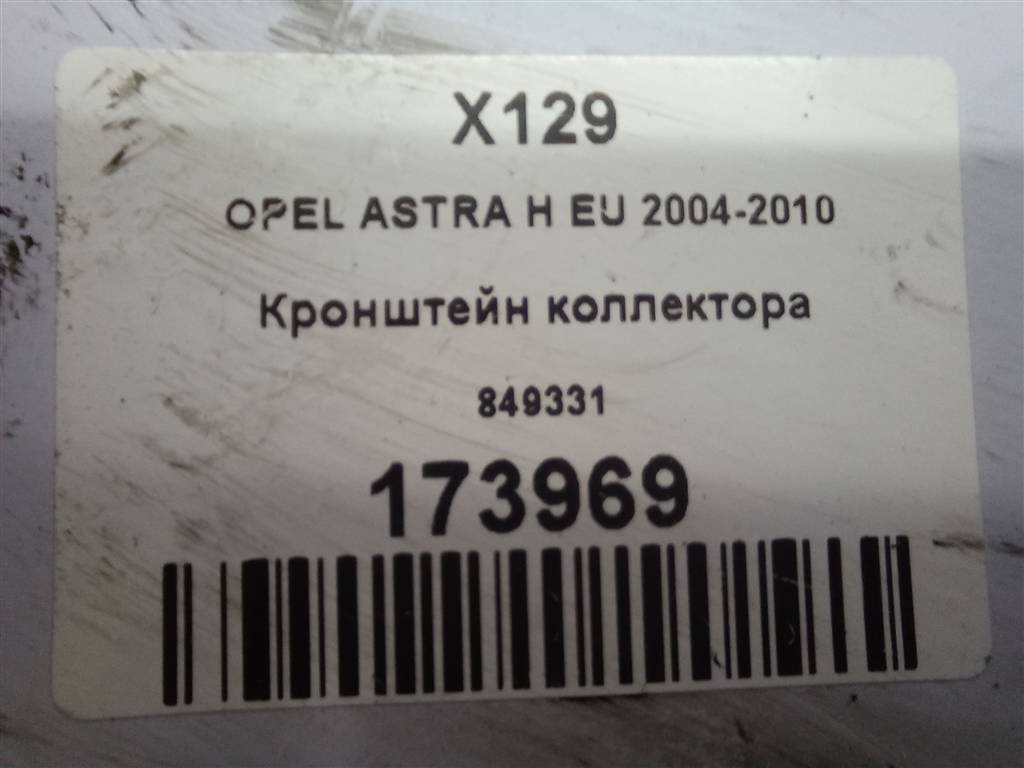 X129
OPEL ASTRA H EU 2004-2010
Кронштейн коллектора
849331
173969